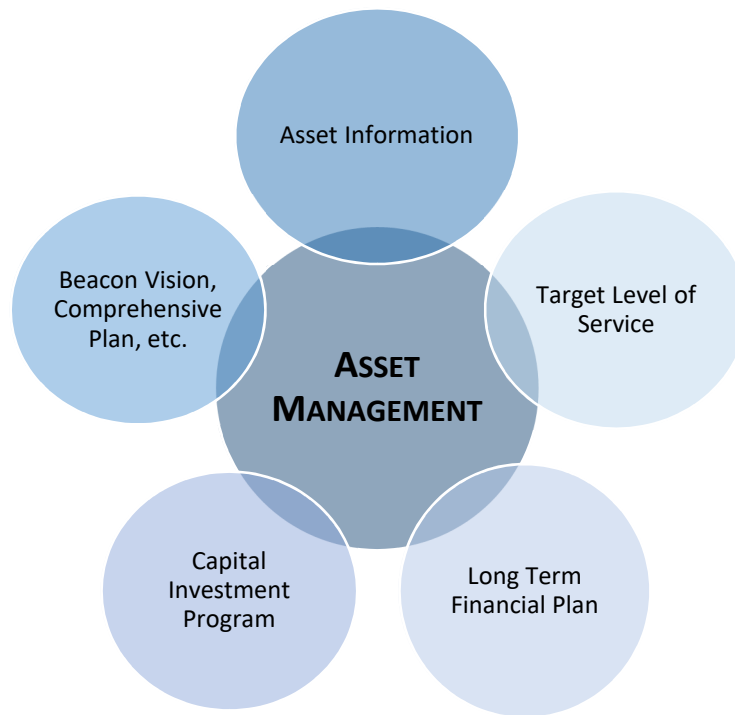 Asset Information
Beacon Vision,
Comprehensive
Plan, etc.
Target Level of
Service
ASSET
MANAGEMENT
Capital
Investment
Program
Long Term
Financial Plan